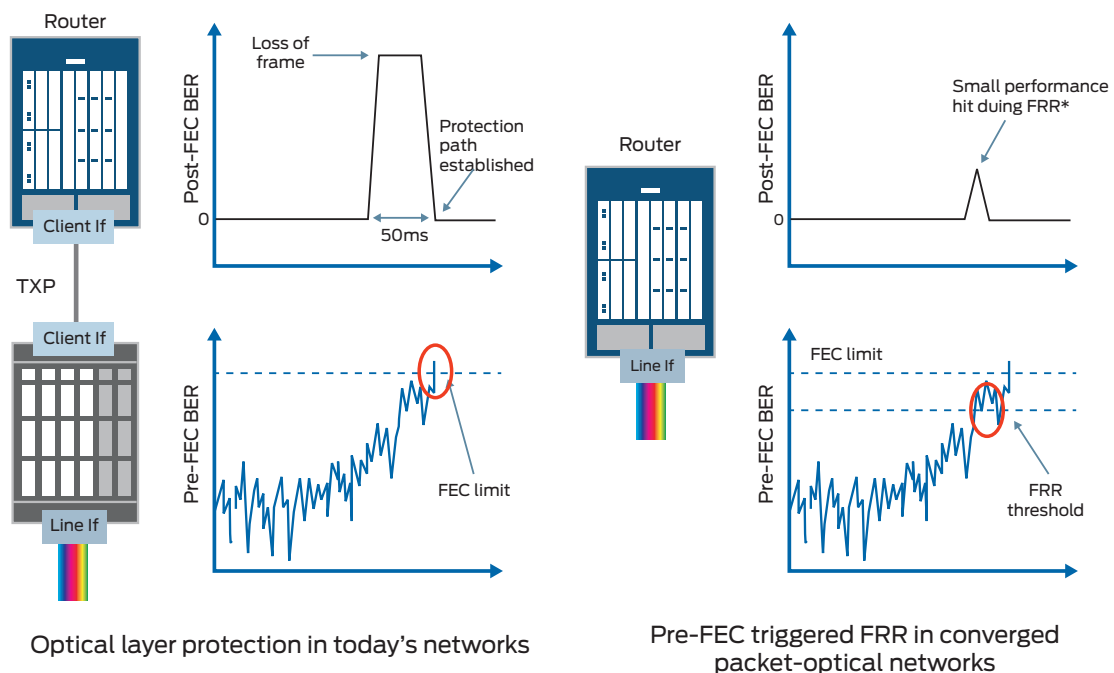 Router
Client If
TXP
Client If
Line If
Post-FEC BER
Loss of
frame
Protection
path
established
0
50ms
Pre-FEC BER
FEC limit
Optical layer protection in today's networks
Router
Line If
Post-FEC BER
Small performance
hit duing FRR*
0
Pre-FEC BER
FEC limit
FRR
threshold
Pre-FEC triggered FRR in converged
packet-optical networks